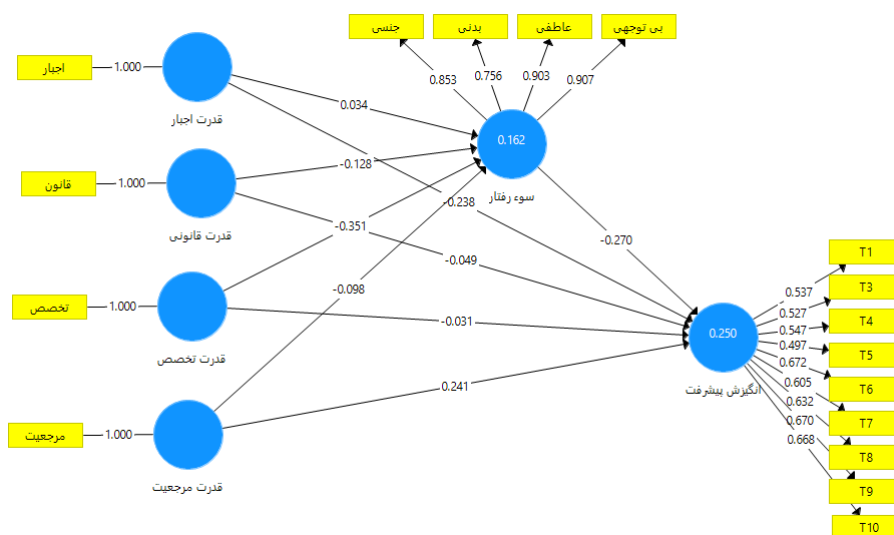 جنسی
بدنی
عاطفی
بی توجهی
0.853
0.756
0.903
0.907
اجبار
1.000
قدرت اجبار
0.034
0.162
سوء رفتار
قانون
1.000
قدرت قانونی
-0.128
-0.238
-0.351
-0.270
-0.049
تخصص
1.000
قدرت تخصص
-0.098
-0.031
0.250
انگیزش پیشرفت
مرجعیت
1.000
قدرت مرجعیت
0.241
0.537
0.527
0.547
0.497
0.672
0.605
0.632
0.670
0.668
T1
T3
T4
T5
T6
T7
T8
T9
T10